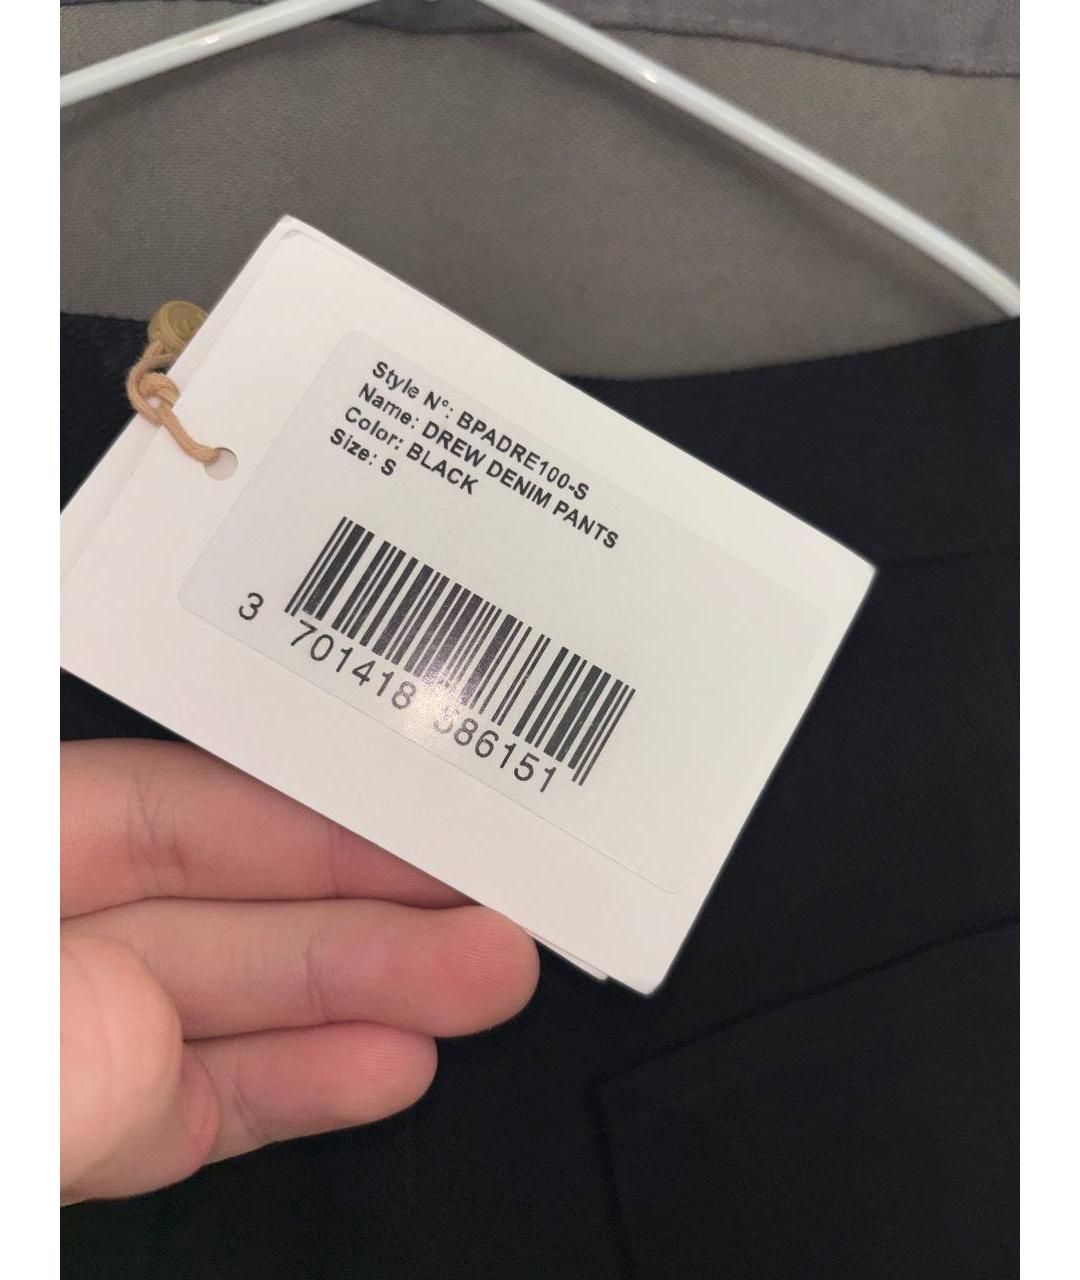 Style N°: BPADRE100-S
Name: DREW DENIM PANTS
Color: BLACK
Size: S
3 701418 586151